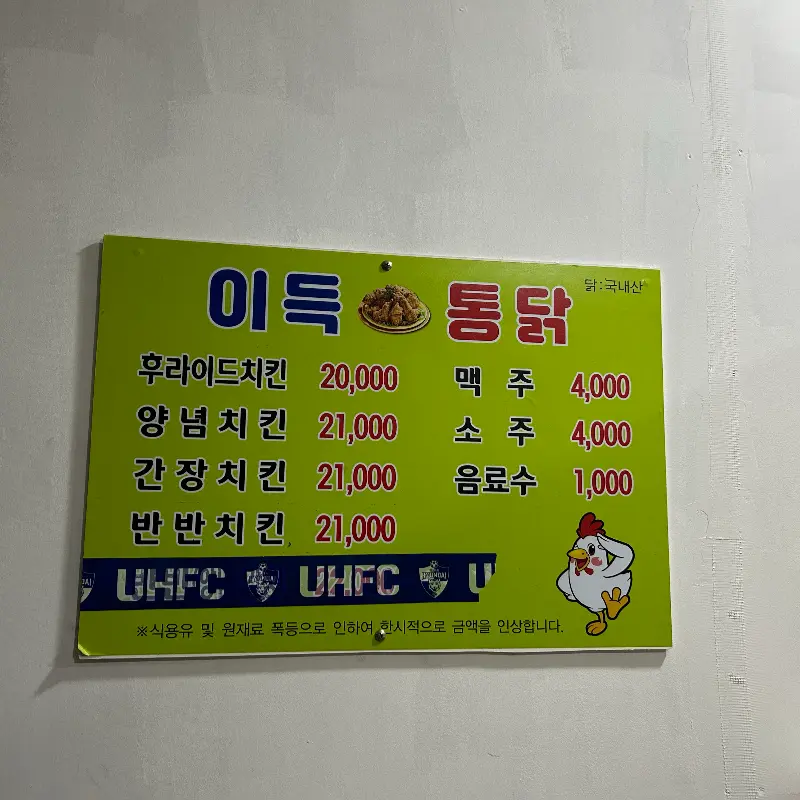 이득 통닭
닭:국내산
후라이드치킨 20,000
양념치킨 21,000
간장치킨 21,000
반반치킨 21,000
맥주 4,000
소주 4,000
음료수 1,000
UHFC UHFC U
HYUNDAI
※식용유 및 원재료 폭등으로 인하여 한시적으로 금액을 인상합니다.